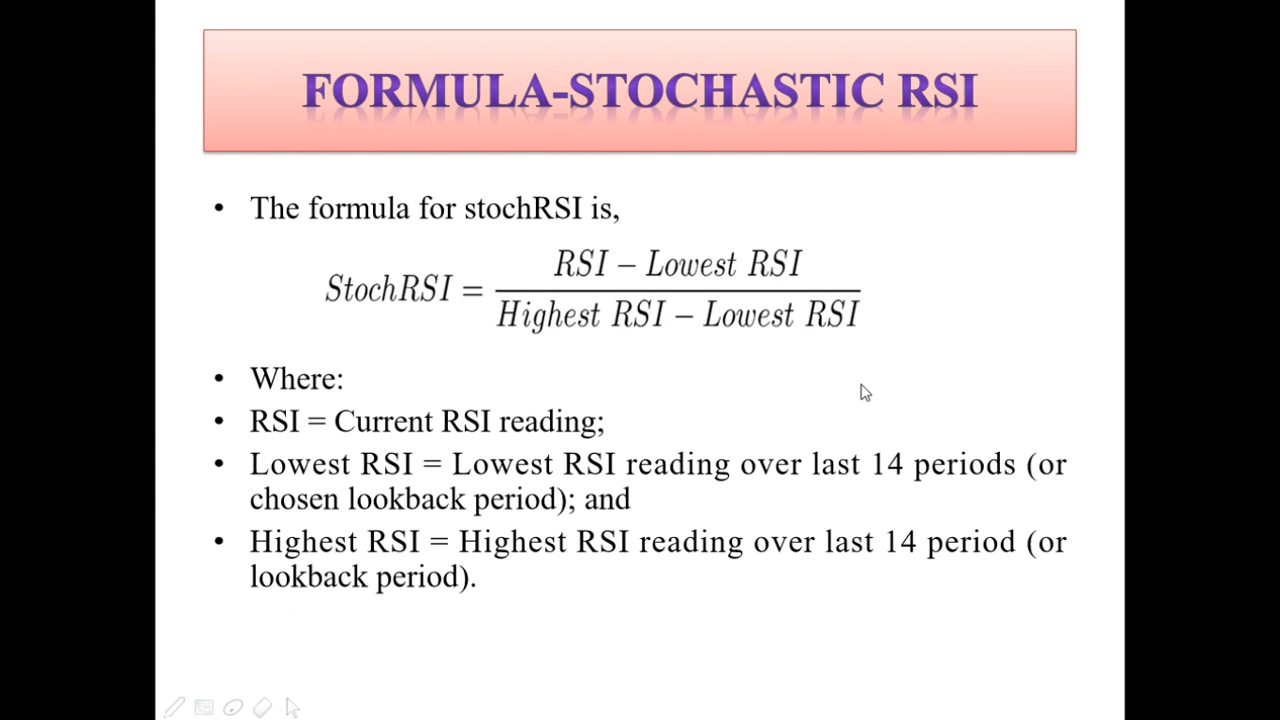 FORMULA-STOCHASTIC RSI
• The formula for stochRSI is,
StochRSI = (RSI − Lowest RSI) / (Highest RSI − Lowest RSI)
• Where:
• RSI = Current RSI reading;
• Lowest RSI = Lowest RSI reading over last 14 periods (or
chosen lookback period); and
• Highest RSI = Highest RSI reading over last 14 period (or
lookback period).